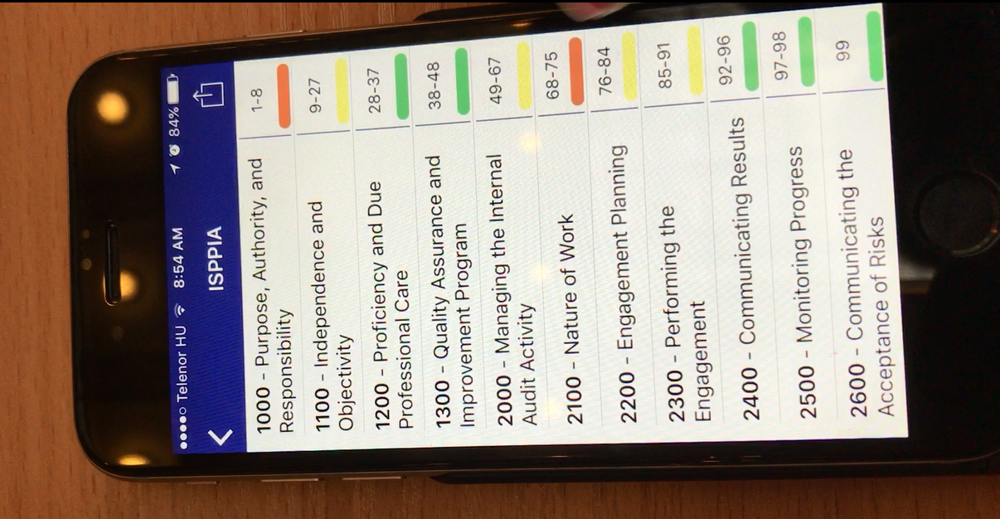 Telenor HU 8:54 AM 84%
ISPPIA
1000 - Purpose, Authority, and
Responsibility
1-8
1100 - Independence and
Objectivity
9-27
1200 - Proficiency and Due
Professional Care
28-37
1300 - Quality Assurance and
Improvement Program
38-48
2000 - Managing the Internal
Audit Activity
49-67
2100 - Nature of Work
68-75
2200 - Engagement Planning
76-84
2300 - Performing the
Engagement
85-91
2400 - Communicating Results
92-96
2500 - Monitoring Progress
97-98
2600 - Communicating the
Acceptance of Risks
99